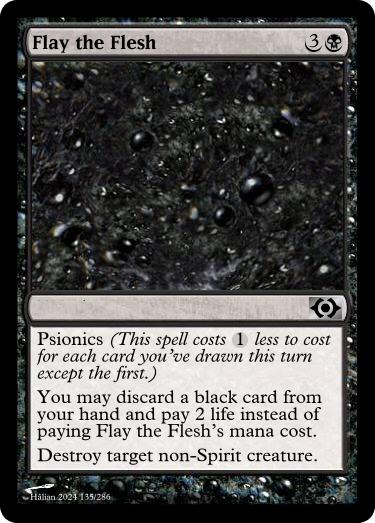 Flay the Flesh 3
Psionics (This spell costs 1 less to cost
for each card you've drawn this turn
except the first.)
You may discard a black card from
your hand and pay 2 life instead of
paying Flay the Flesh's mana cost.
Destroy target non-Spirit creature.
Hálian 2024 135/286